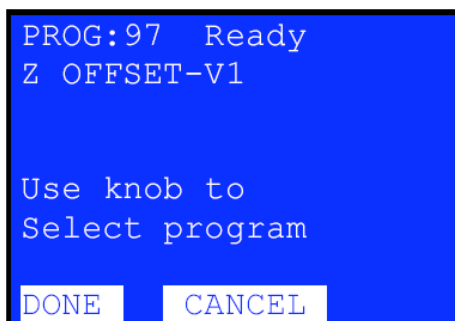 PROG:97  Ready
Z OFFSET-V1
Use knob to
Select program
DONE  CANCEL